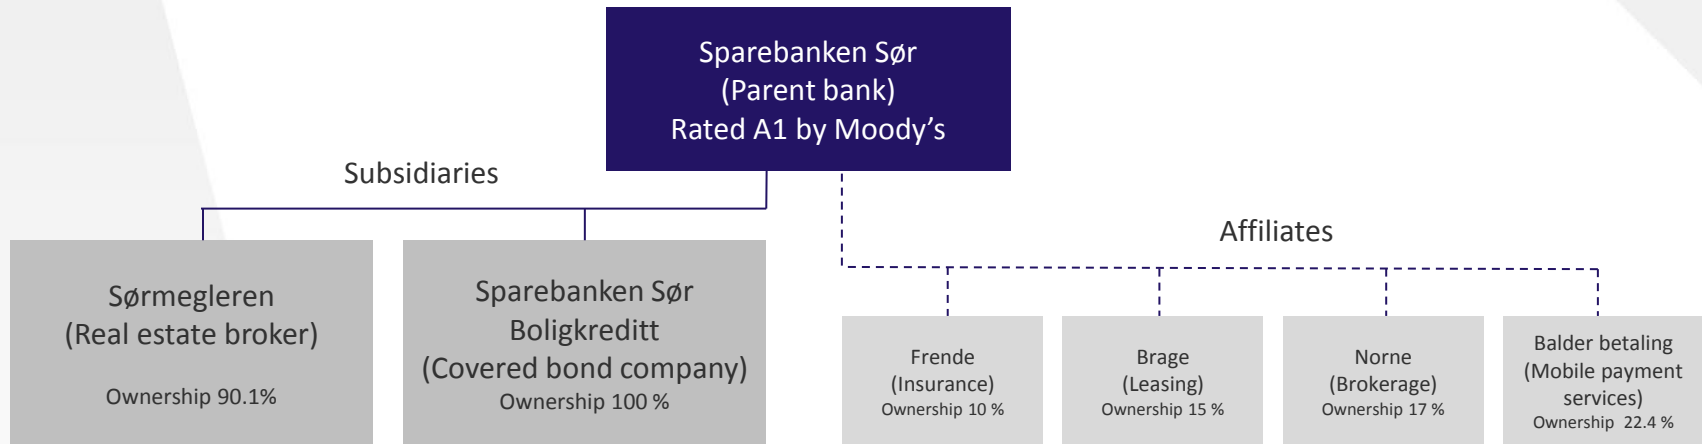 Sparebanken Sør
(Parent bank)
Rated A1 by Moody’s
Subsidiaries
Affiliates
Sørmegleren
(Real estate broker)
Ownership 90.1%
Sparebanken Sør
Boligkreditt
(Covered bond company)
Ownership 100 %
Frende
(Insurance)
Ownership 10 %
Brage
(Leasing)
Ownership 15 %
Norne
(Brokerage)
Ownership 17 %
Balder betaling
(Mobile payment
services)
Ownership 22.4 %